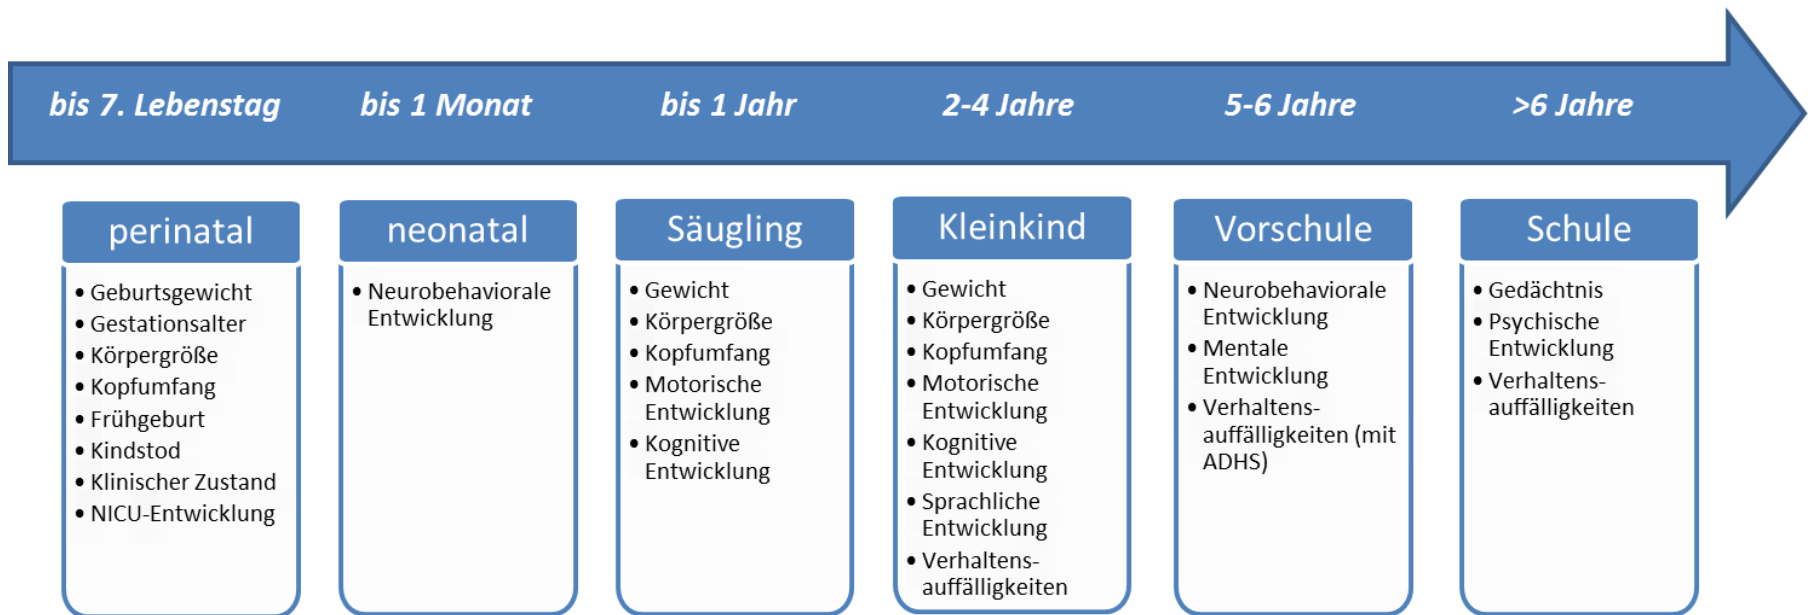 bis 7. Lebenstag
bis 1 Monat
bis 1 Jahr
2-4 Jahre
5-6 Jahre
>6 Jahre
perinatal
• Geburtsgewicht
• Gestationsalter
• Körpergröße
• Kopfumfang
• Frühgeburt
• Kindstod
• Klinischer Zustand
• NICU-Entwicklung
neonatal
• Neurobehaviorale
Entwicklung
Säugling
• Gewicht
• Körpergröße
• Kopfumfang
• Motorische
Entwicklung
• Kognitive
Entwicklung
Kleinkind
• Gewicht
• Körpergröße
• Kopfumfang
• Motorische
Entwicklung
• Kognitive
Entwicklung
• Sprachliche
Entwicklung
• Verhaltens-
auffälligkeiten
Vorschule
• Neurobehaviorale
Entwicklung
• Mentale
Entwicklung
• Verhaltens-
auffälligkeiten (mit
ADHS)
Schule
• Gedächtnis
• Psychische
Entwicklung
• Verhaltens-
auffälligkeiten